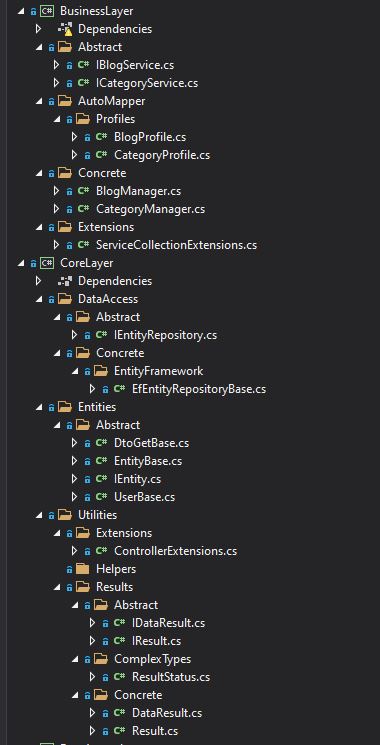 C# BusinessLayer
Dependencies
Abstract
C# IBlogService.cs
C# ICategoryService.cs
AutoMapper
Profiles
C# BlogProfile.cs
C# CategoryProfile.cs
Concrete
C# BlogManager.cs
C# CategoryManager.cs
Extensions
C# ServiceCollectionExtensions.cs
C# CoreLayer
Dependencies
DataAccess
Abstract
C# IEntityRepository.cs
Concrete
EntityFramework
C# EfEntityRepositoryBase.cs
Entities
Abstract
C# DtoGetBase.cs
C# EntityBase.cs
C# IEntity.cs
C# UserBase.cs
Utilities
Extensions
C# ControllerExtensions.cs
Helpers
Results
Abstract
C# IDataResult.cs
C# IResult.cs
ComplexTypes
C# ResultStatus.cs
Concrete
C# DataResult.cs
C# Result.cs